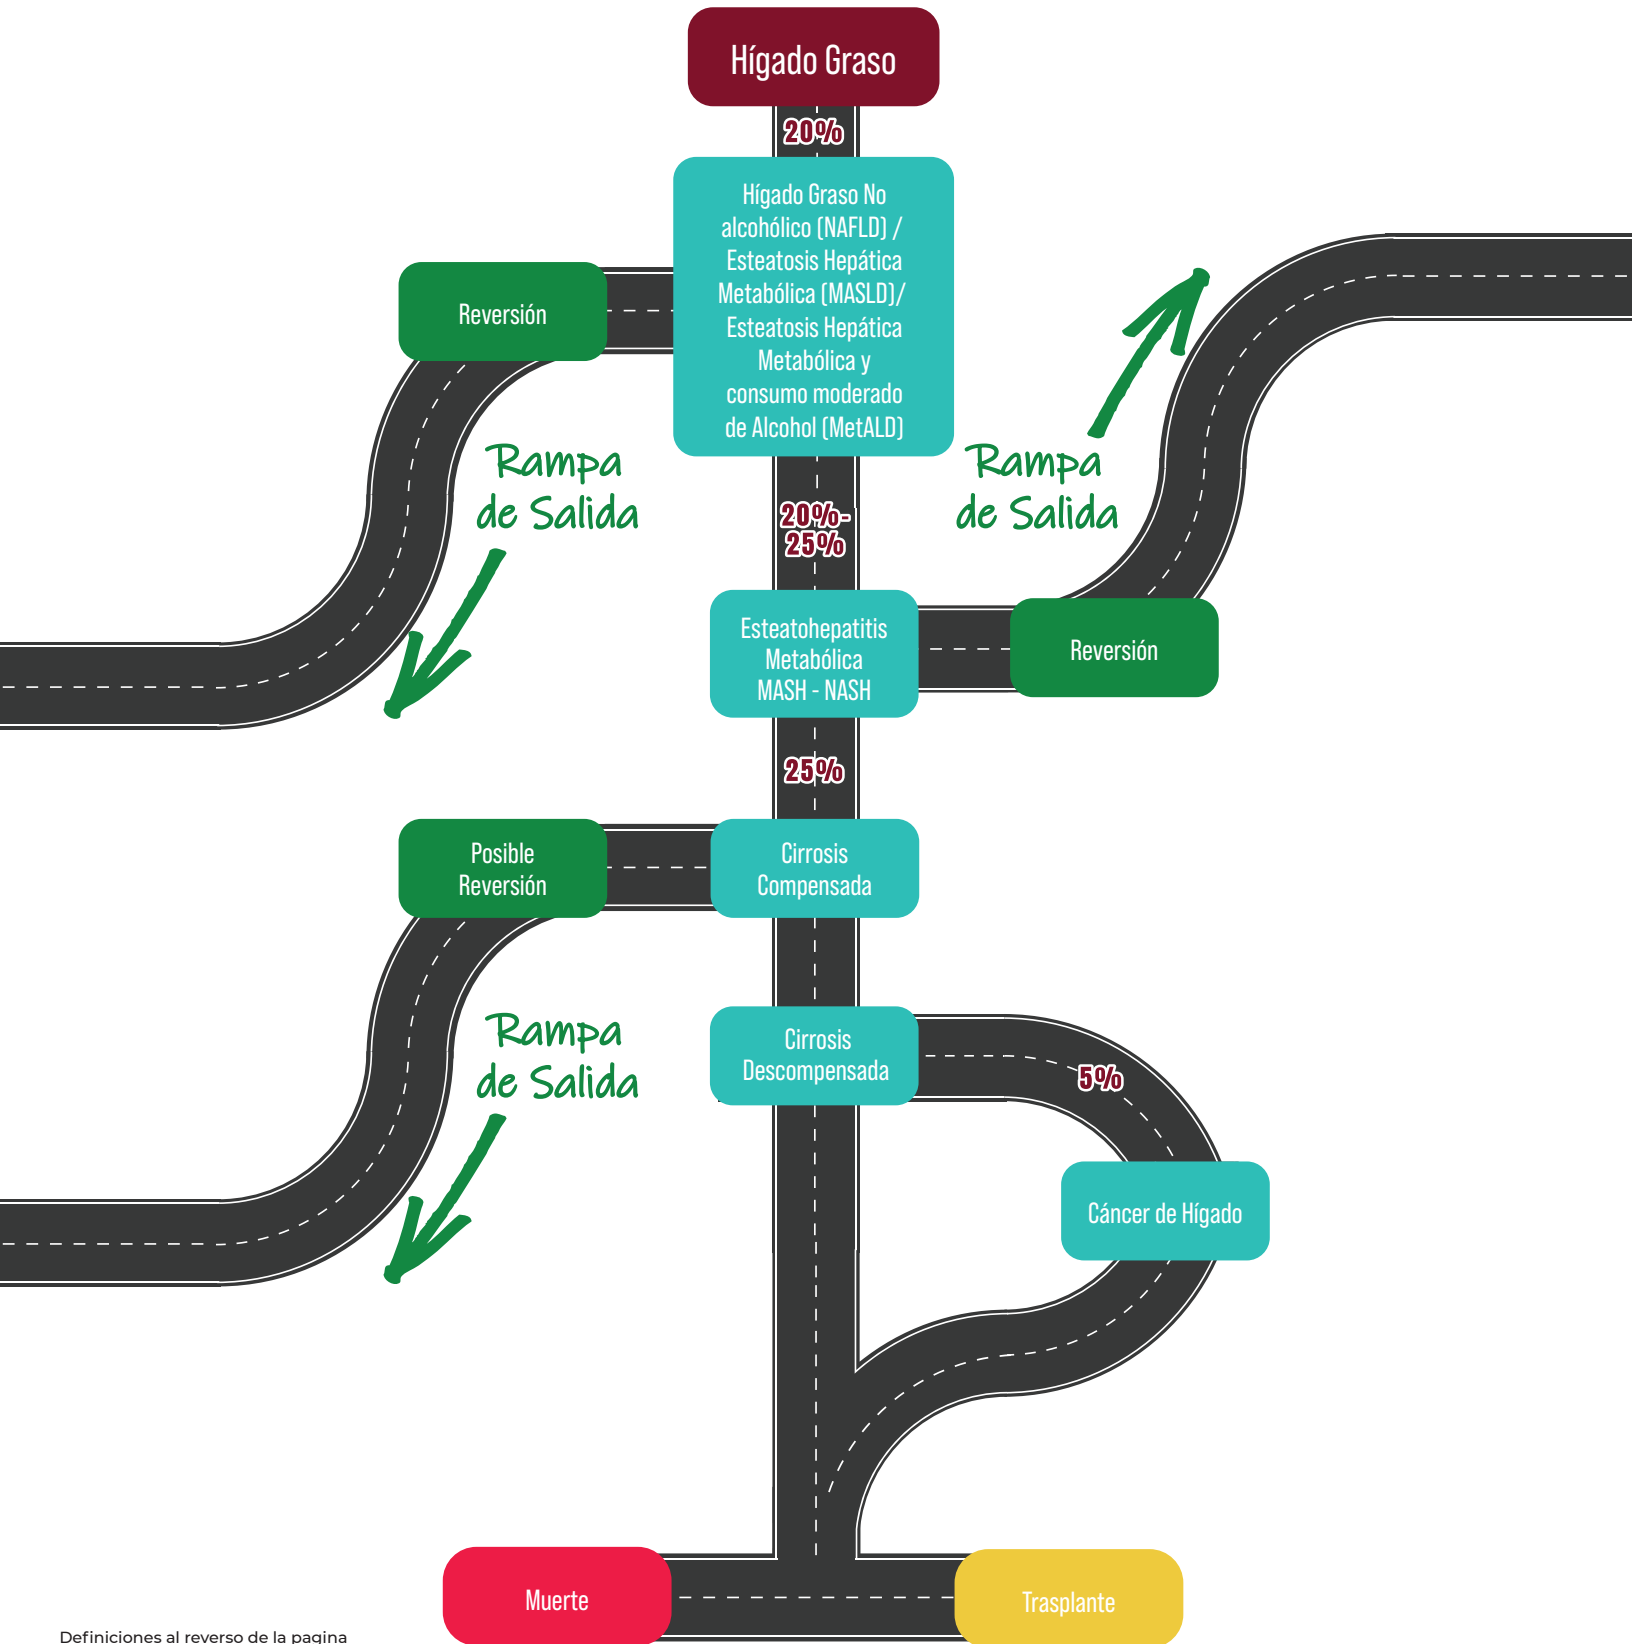 Hígado Graso
20%
Hígado Graso No
alcohólico (NAFLD) /
Esteatosis Hepática
Metabólica (MASLD)/
Esteatosis Hepática
Metabólica y
consumo moderado
de Alcohol (MetALD)
Reversión
Rampa
de Salida
Rampa
de Salida
20%-
25%
Esteatohepatitis
Metabólica
MASH - NASH
Reversión
25%
Posible
Reversión
Cirrosis
Compensada
Rampa
de Salida
Cirrosis
Descompensada
5%
Cáncer de Hígado
Muerte
Trasplante
Definiciones al reverso de la pagina